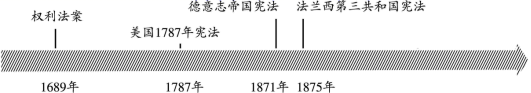 权利法案
美国1787年宪法
德意志帝国宪法
法兰西第三共和国宪法
1689年
1787年
1871年
1875年